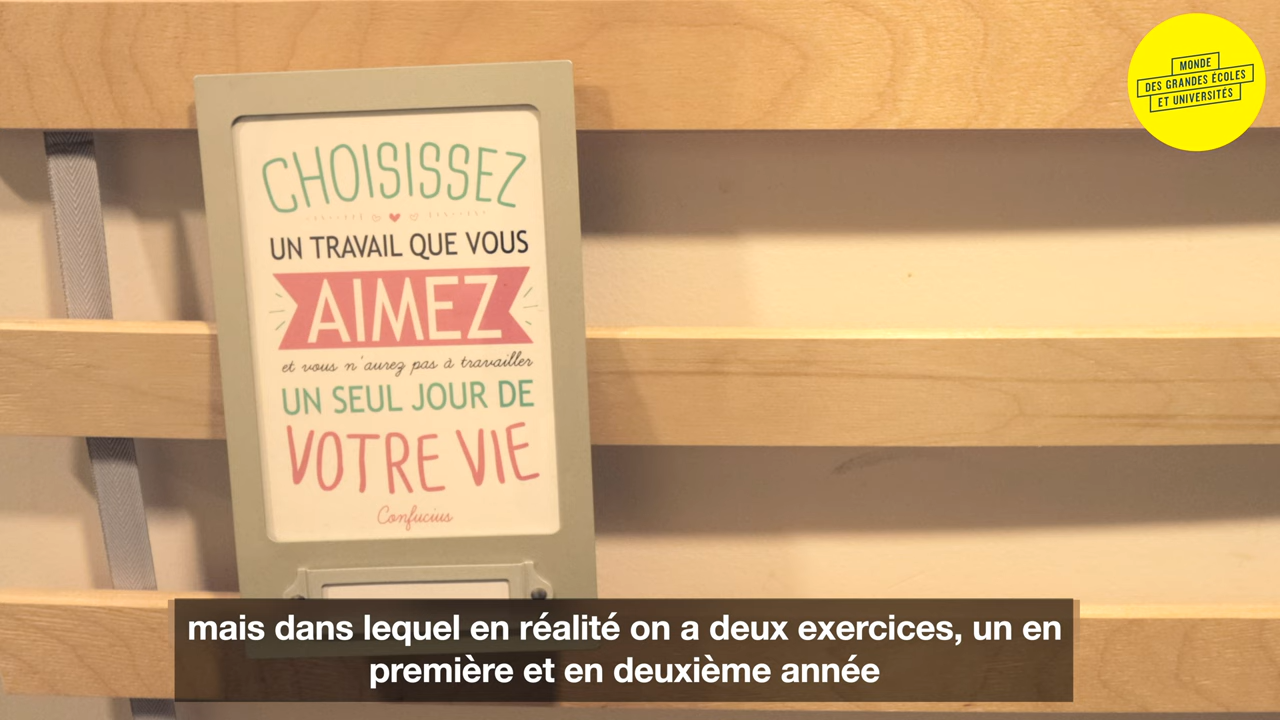 MONDE
DES GRANDES ÉCOLES
ET UNIVERSITÉS
CHOISISSEZ
UN TRAVAIL QUE VOUS
AIMEZ
et vous n'aurez pas à travailler
UN SEUL JOUR DE
VOTRE VIE
Confucius
mais dans lequel en réalité on a deux exercices, un en
première et en deuxième année